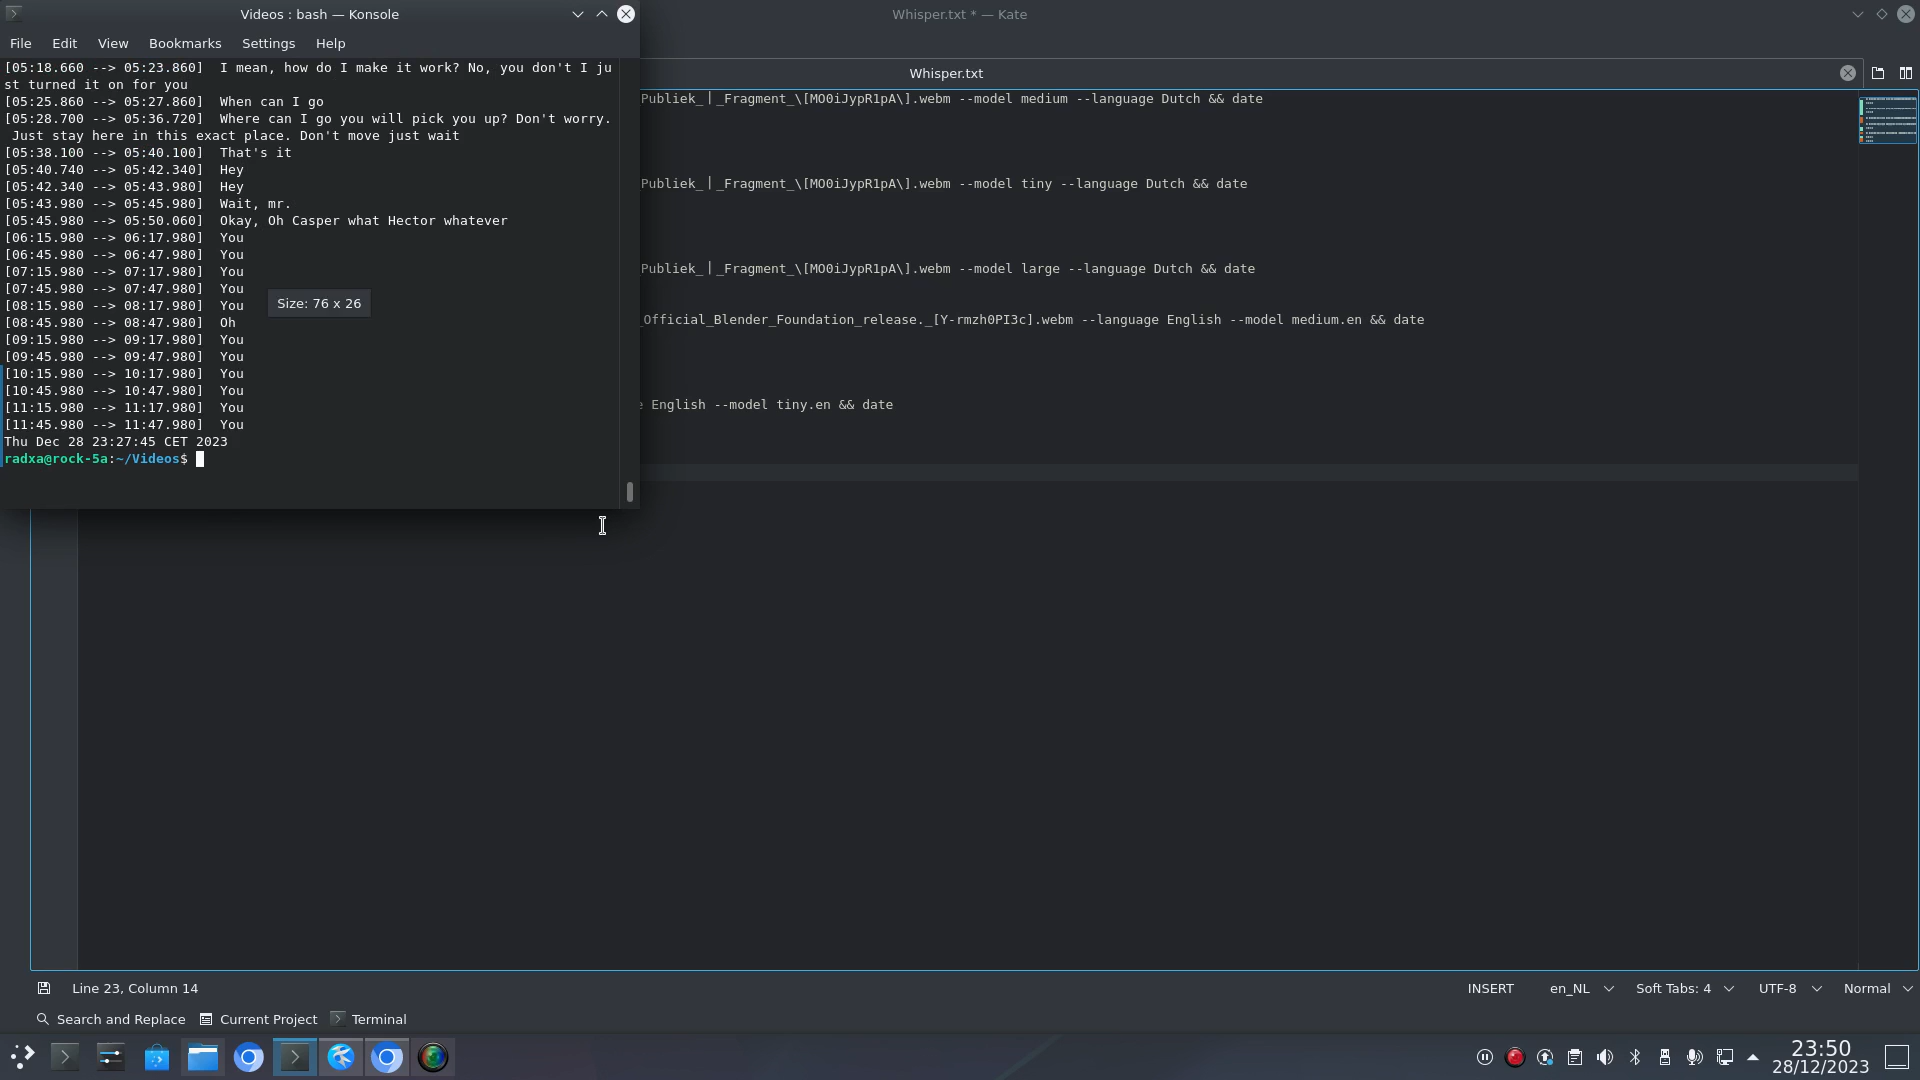 Videos : bash — Konsole
Whisper.txt * — Kate
File Edit View Bookmarks Settings Help
Whisper.txt
[05:18.660 --> 05:23.860]  I mean, how do I make it work? No, you don't I ju
st turned it on for you
[05:25.860 --> 05:27.860]  When can I go
[05:28.700 --> 05:36.720]  Where can I go you will pick you up? Don't worry.
 Just stay here in this exact place. Don't move just wait
[05:38.100 --> 05:40.100]  That's it
[05:40.740 --> 05:42.340]  Hey
[05:42.340 --> 05:43.980]  Hey
[05:43.980 --> 05:45.980]  Wait, mr.
[05:45.980 --> 05:50.060]  Okay, Oh Casper what Hector whatever
[06:15.980 --> 06:17.980]  You
[06:45.980 --> 06:47.980]  You
[07:15.980 --> 07:17.980]  You
[07:45.980 --> 07:47.980]  You
[08:15.980 --> 08:17.980]  You
Size: 76 x 26
[08:45.980 --> 08:47.980]  Oh
[09:15.980 --> 09:17.980]  You
[09:45.980 --> 09:47.980]  You
[10:15.980 --> 10:17.980]  You
[10:45.980 --> 10:47.980]  You
[11:15.980 --> 11:17.980]  You
[11:45.980 --> 11:47.980]  You
Thu Dec 28 23:27:45 CET 2023
radxa@rock-5a:~/Videos$
Publiek_|_Fragment_\[MO0iJypR1pA\].webm --model medium --language Dutch && date
Publiek_|_Fragment_\[MO0iJypR1pA\].webm --model tiny --language Dutch && date
Publiek_|_Fragment_\[MO0iJypR1pA\].webm --model large --language Dutch && date
_Official_Blender_Foundation_release._[Y-rmzh0PI3c].webm --language English --model medium.en && date
e English --model tiny.en && date
Line 23, Column 14
INSERT en_NL Soft Tabs: 4 UTF-8 Normal
Search and Replace Current Project Terminal
23:50
28/12/2023